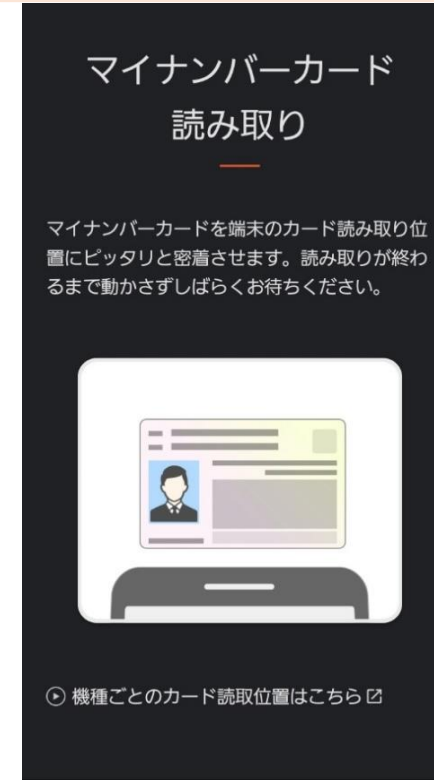 マイナンバーカード
読み取り
マイナンバーカードを端末のカード読み取り位
置にピッタリと密着させます。読み取りが終わ
るまで動かさずしばらくお待ちください。
機種ごとのカード読取位置はこちら